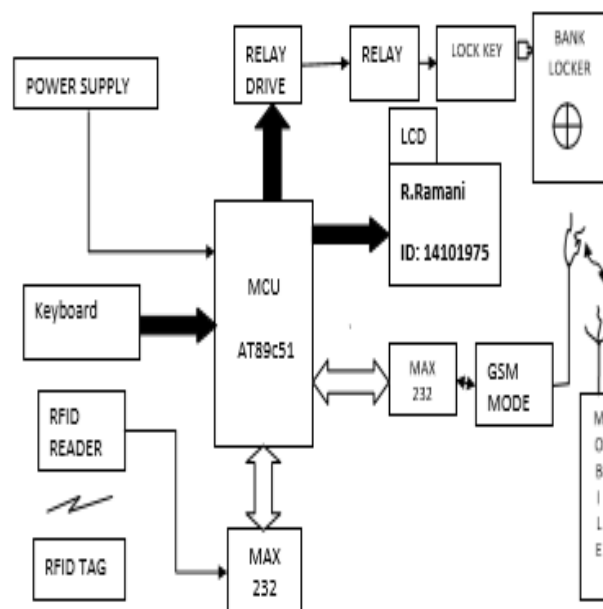 POWER SUPPLY
RELAY
DRIVE
RELAY
LOCK KEY
BANK
LOCKER
LCD
R.Ramani
ID: 14101975
MCU
AT89c51
Keyboard
MAX
232
GSM
MODE
RFID
READER
RFID TAG
MAX
232
M
O
B
I
L
E